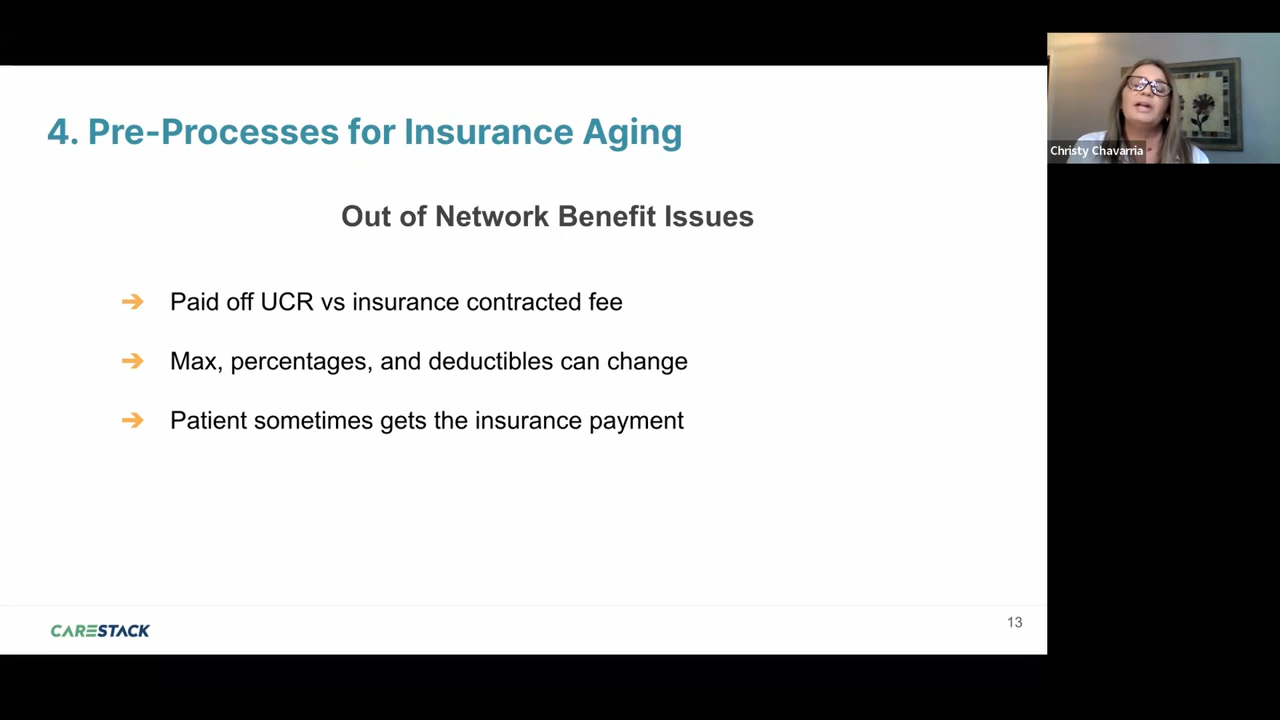 4. Pre-Processes for Insurance Aging
Out of Network Benefit Issues
➔ Paid off UCR vs insurance contracted fee
➔ Max, percentages, and deductibles can change
➔ Patient sometimes gets the insurance payment
CARESTACK
13
Christy Chavarria